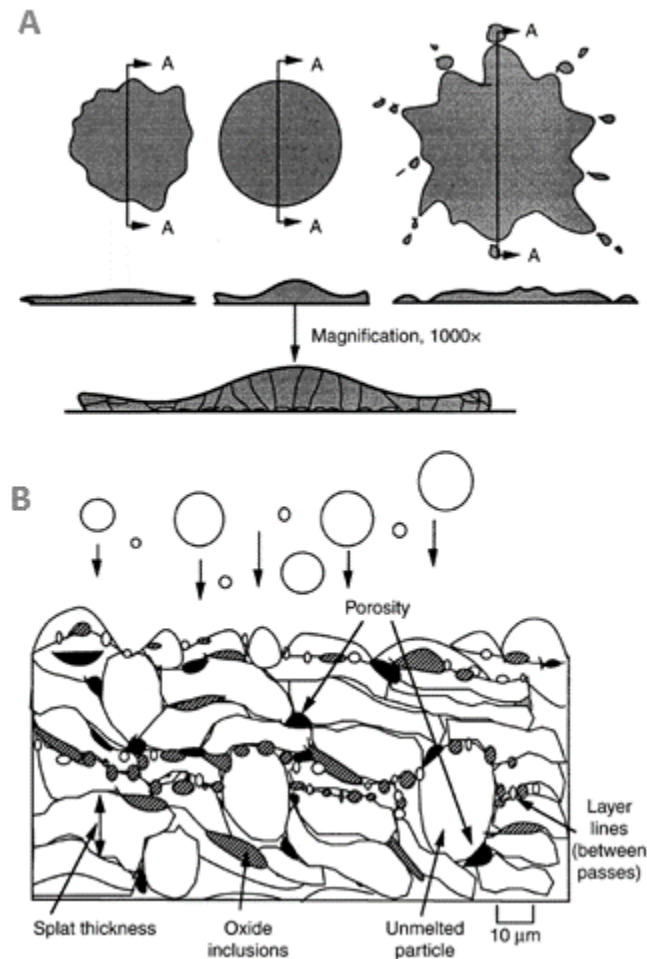 A
A
A
A
A
A
A
Magnification, 1000×
B
Porosity
Layer
lines
(between
passes)
Splat thickness
Oxide
inclusions
Unmelted
particle
10 µm